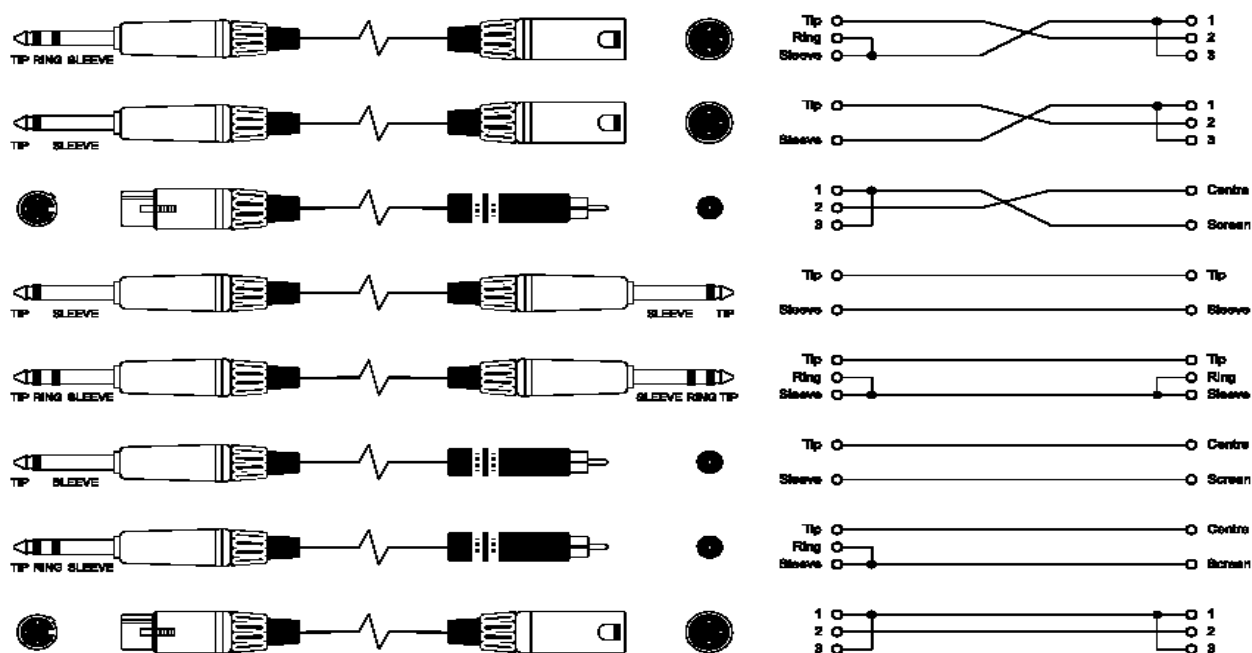 Tip 1
Ring 2
Sleeve 3
TIP RING SLEEVE
Tip 1
2
Sleeve 3
TIP SLEEVE
1 Centre
2
3 Screen
Tip Tip
Sleeve Sleeve
TIP SLEEVE SLEEVE TIP
Tip Tip
Ring Ring
Sleeve Sleeve
TIP RING SLEEVE SLEEVE RING TIP
Tip Centre
Sleeve Screen
TIP SLEEVE
Tip Centre
Ring
Sleeve Screen
TIP RING SLEEVE
1 1
2 2
3 3